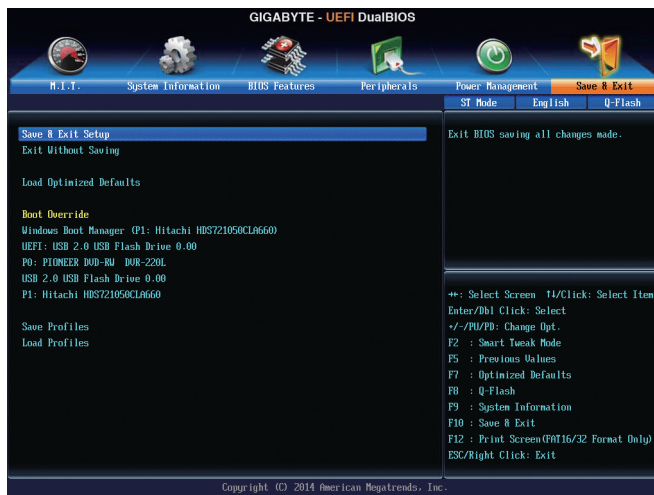 GIGABYTE - UEFI DualBIOS
M.I.T. System Information BIOS Features Peripherals Power Management Save & Exit
ST Mode English Q-Flash
Save & Exit Setup
Exit Without Saving
Load Optimized Defaults
Boot Override
Windows Boot Manager (P1: Hitachi HDS721050CLA660)
UEFI: USB 2.0 USB Flash Drive 0.00
P0: PIONEER DVD-RW DVR-220L
USB 2.0 USB Flash Drive 0.00
P1: Hitachi HDS721050CLA660
Save Profiles
Load Profiles
Exit BIOS saving all changes made.
↔: Select Screen ↑↓/Click: Select Item
Enter/Dbl Click: Select
+/-/PU/PD: Change Opt.
F2 : Smart Tweak Mode
F5 : Previous Values
F7 : Optimized Defaults
F8 : Q-Flash
F9 : System Information
F10 : Save & Exit
F12 : Print Screen(FAT16/32 Format Only)
ESC/Right Click: Exit
Copyright (C) 2014 American Megatrends, Inc.